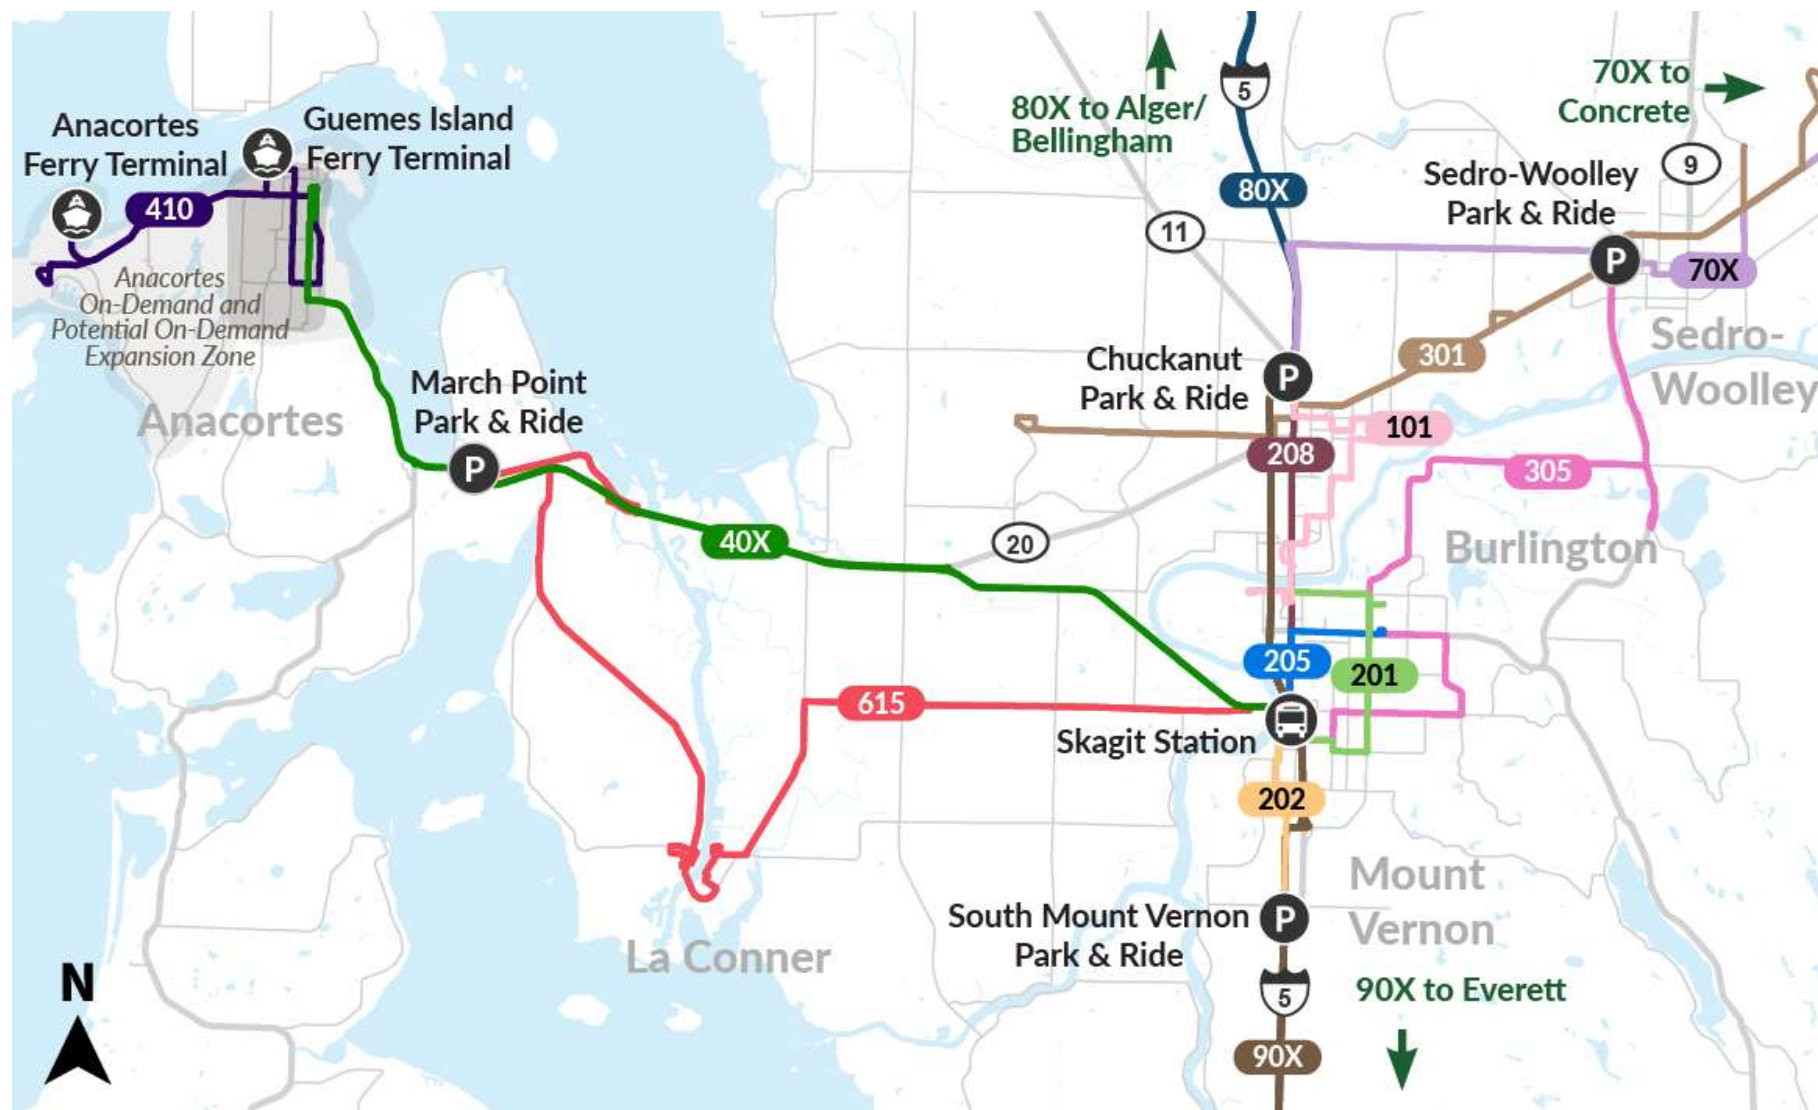 Anacortes
Ferry Terminal
Guemes Island
Ferry Terminal
410
Anacortes
On-Demand and
Potential On-Demand
Expansion Zone
Anacortes
March Point
Park & Ride
P
40X
20
615
La Conner
N
80X to Alger/
Bellingham
5
80X
11
70X to
Concrete
9
Sedro-Woolley
Park & Ride
P
70X
Sedro-
Woolley
301
Chuckanut
Park & Ride
P
101
208
305
Burlington
205
201
Skagit Station
202
Mount
Vernon
South Mount Vernon
Park & Ride
P
5
90X to Everett
90X